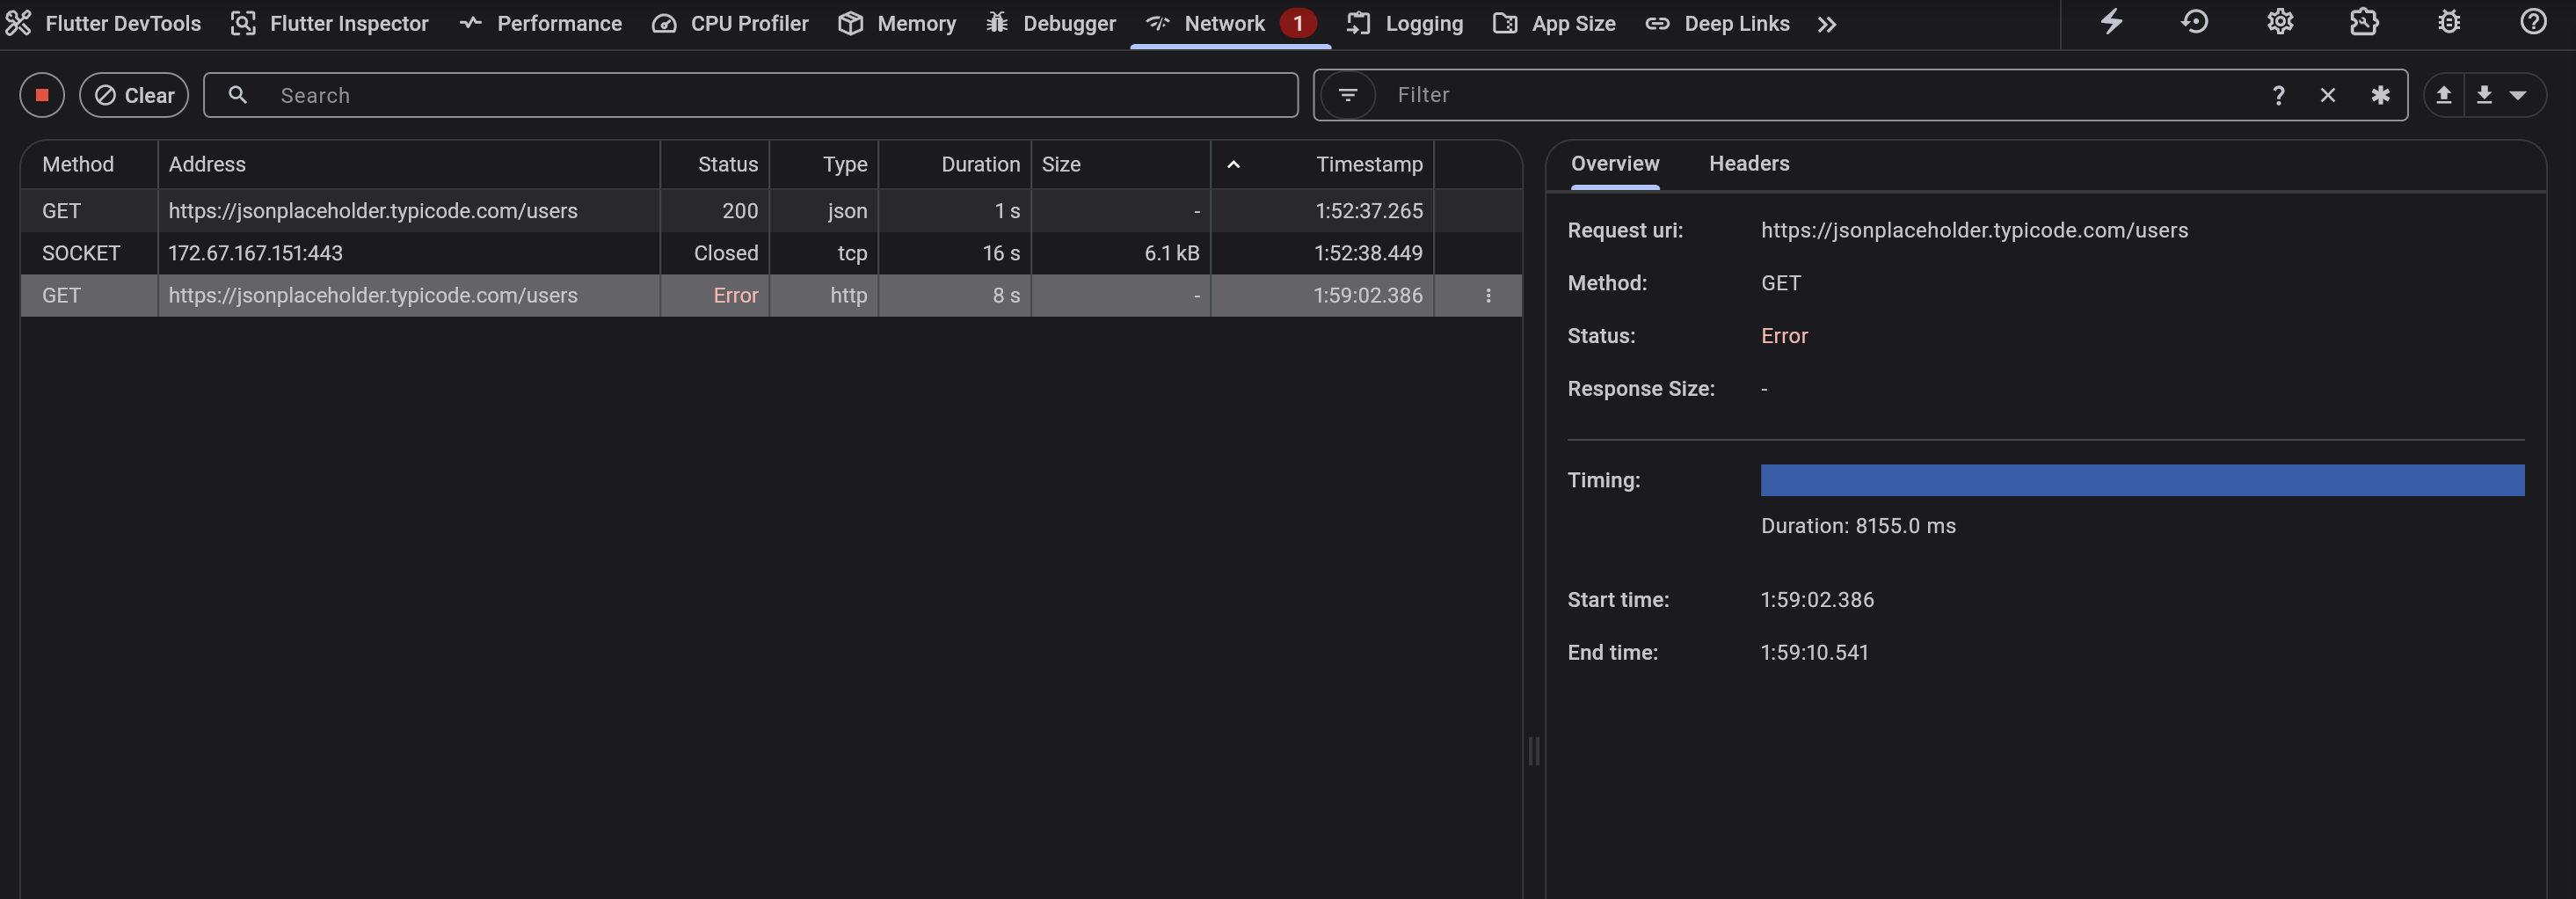 Flutter DevTools Flutter Inspector Performance CPU Profiler Memory Debugger Network 1 Logging App Size Deep Links
Clear Search Filter ?
Method Address Status Type Duration Size Timestamp
GET https://jsonplaceholder.typicode.com/users 200 json 1 s - 1:52:37.265
SOCKET 172.67.167.151:443 Closed tcp 16 s 6.1 kB 1:52:38.449
GET https://jsonplaceholder.typicode.com/users Error http 8 s - 1:59:02.386
Overview Headers
Request uri: https://jsonplaceholder.typicode.com/users
Method: GET
Status: Error
Response Size: -
Timing:
Duration: 8155.0 ms
Start time: 1:59:02.386
End time: 1:59:10.541